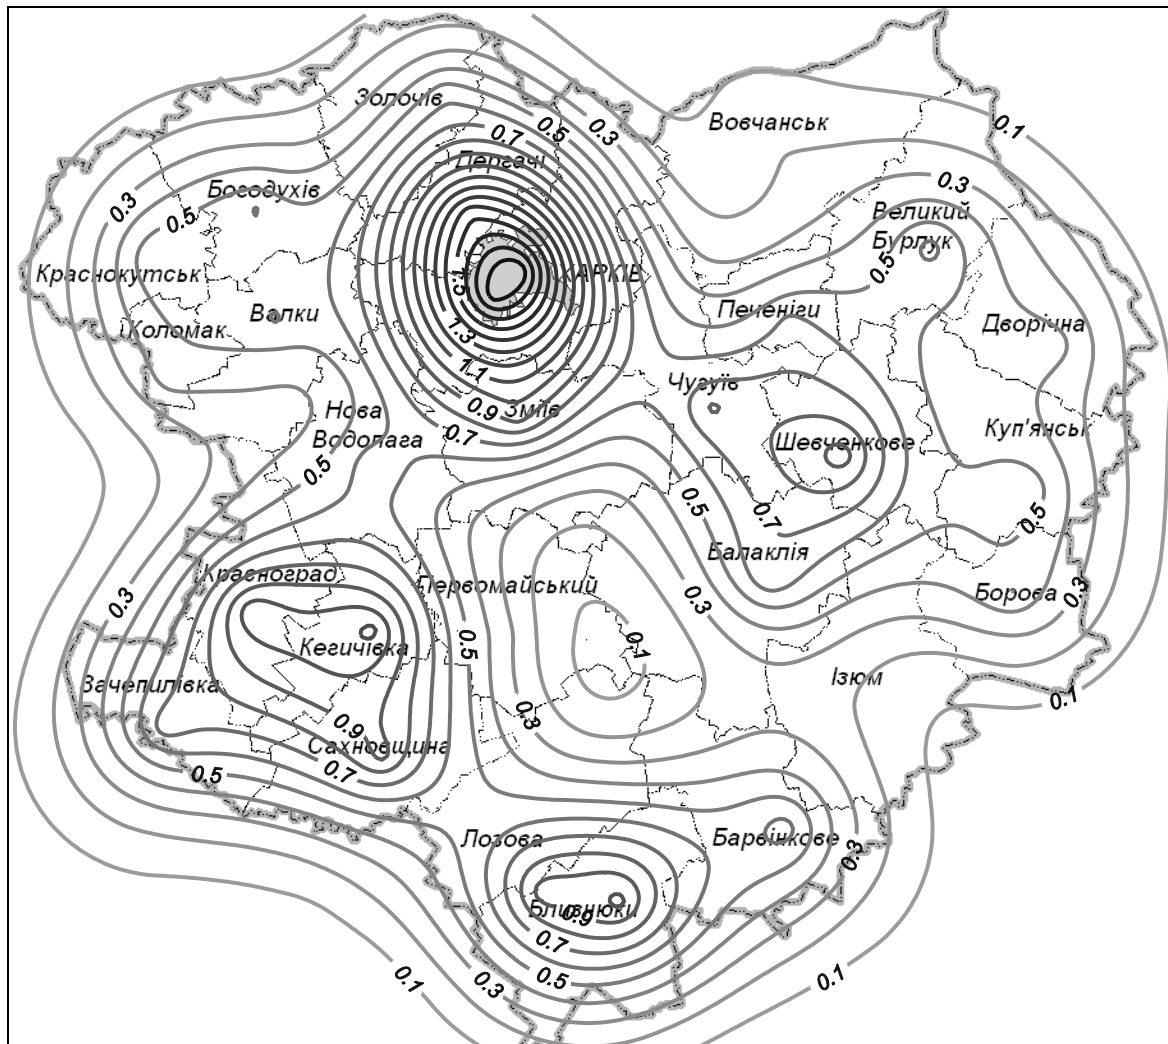 Золочів
0.7
0.5
0.3
Вовчанськ
0.1
Дергачі
Богодухів
0.3
0.5
0.3
Великий
Бурлук
0.5
Краснокутськ
1.5
ХАРКІВ
Коломак
Валки
1.3
Печеніги
Дворічна
1.1
Чугуїв
0.9
Зміїв
Нова
Водолага
0.7
Шевченкове
Куп'янськ
0.5
0.5
0.7
0.5
Балаклія
Красноград
Первомайський
0.3
0.3
Борова
0.3
Кегичівка
0.5
0.1
Зачепилівка
Ізюм
0.1
0.3
0.9
Сахновщина
0.7
0.5
Лозова
Барвінкове
0.3
Близнюки
0.9
0.7
0.5
0.3
0.1
0.1